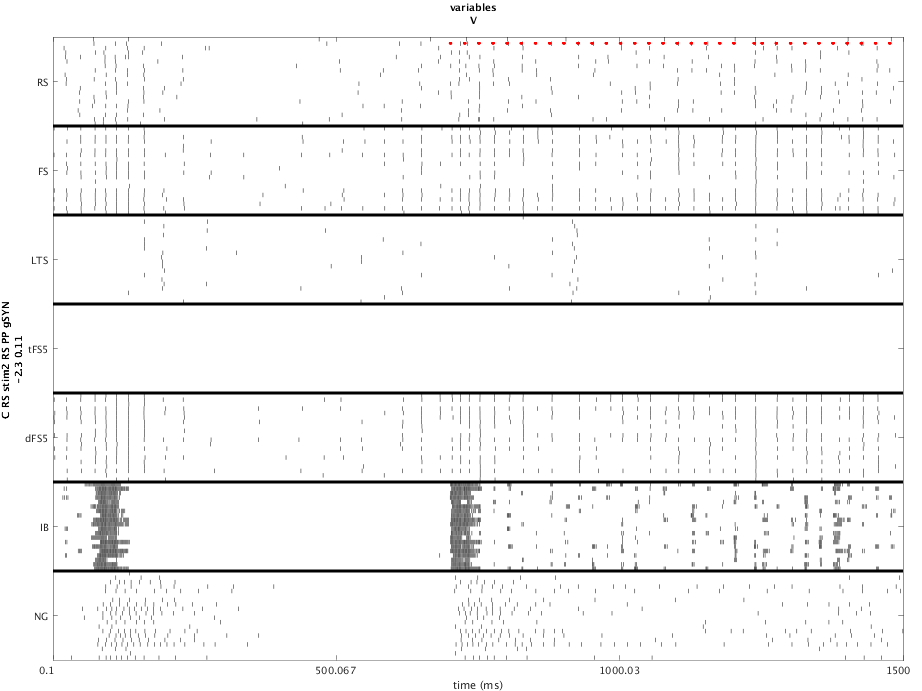 variables
V
RS
FS
LTS
tFS5
dFS5
IB
NG
C RS stim2 RS PP gSYN
-2.3 0.11
0.1
500.067
1000.03
1500
time (ms)